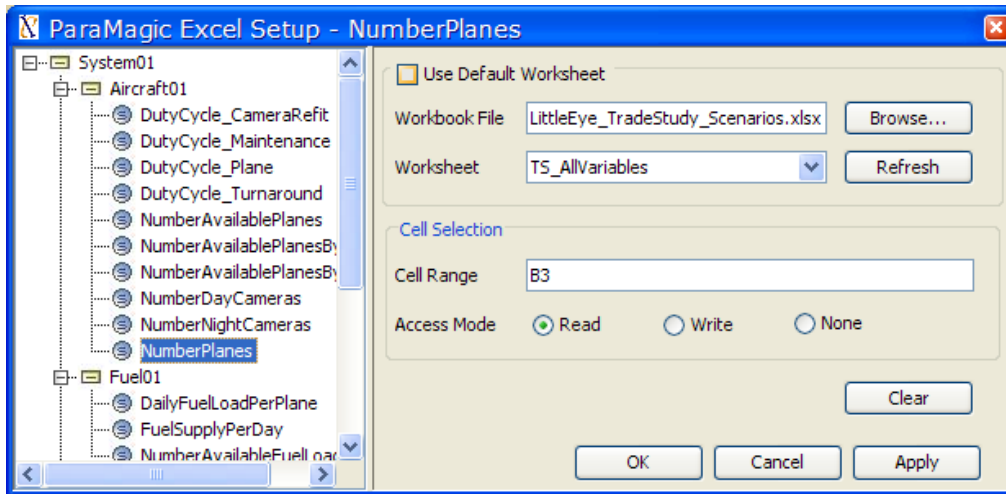 ParaMagic Excel Setup - NumberPlanes
System01
Aircraft01
DutyCycle_CameraRefit
DutyCycle_Maintenance
DutyCycle_Plane
DutyCycle_Turnaround
NumberAvailablePlanes
NumberAvailablePlanesBy
NumberAvailablePlanesBy
NumberDayCameras
NumberNightCameras
NumberPlanes
Fuel01
DailyFuelLoadPerPlane
FuelSupplyPerDay
NumberAvailableFuelLoad
Use Default Worksheet
Workbook File LittleEye_TradeStudy_Scenarios.xlsx Browse...
Worksheet TS_AllVariables Refresh
Cell Selection
Cell Range B3
Access Mode Read Write None
Clear
OK Cancel Apply